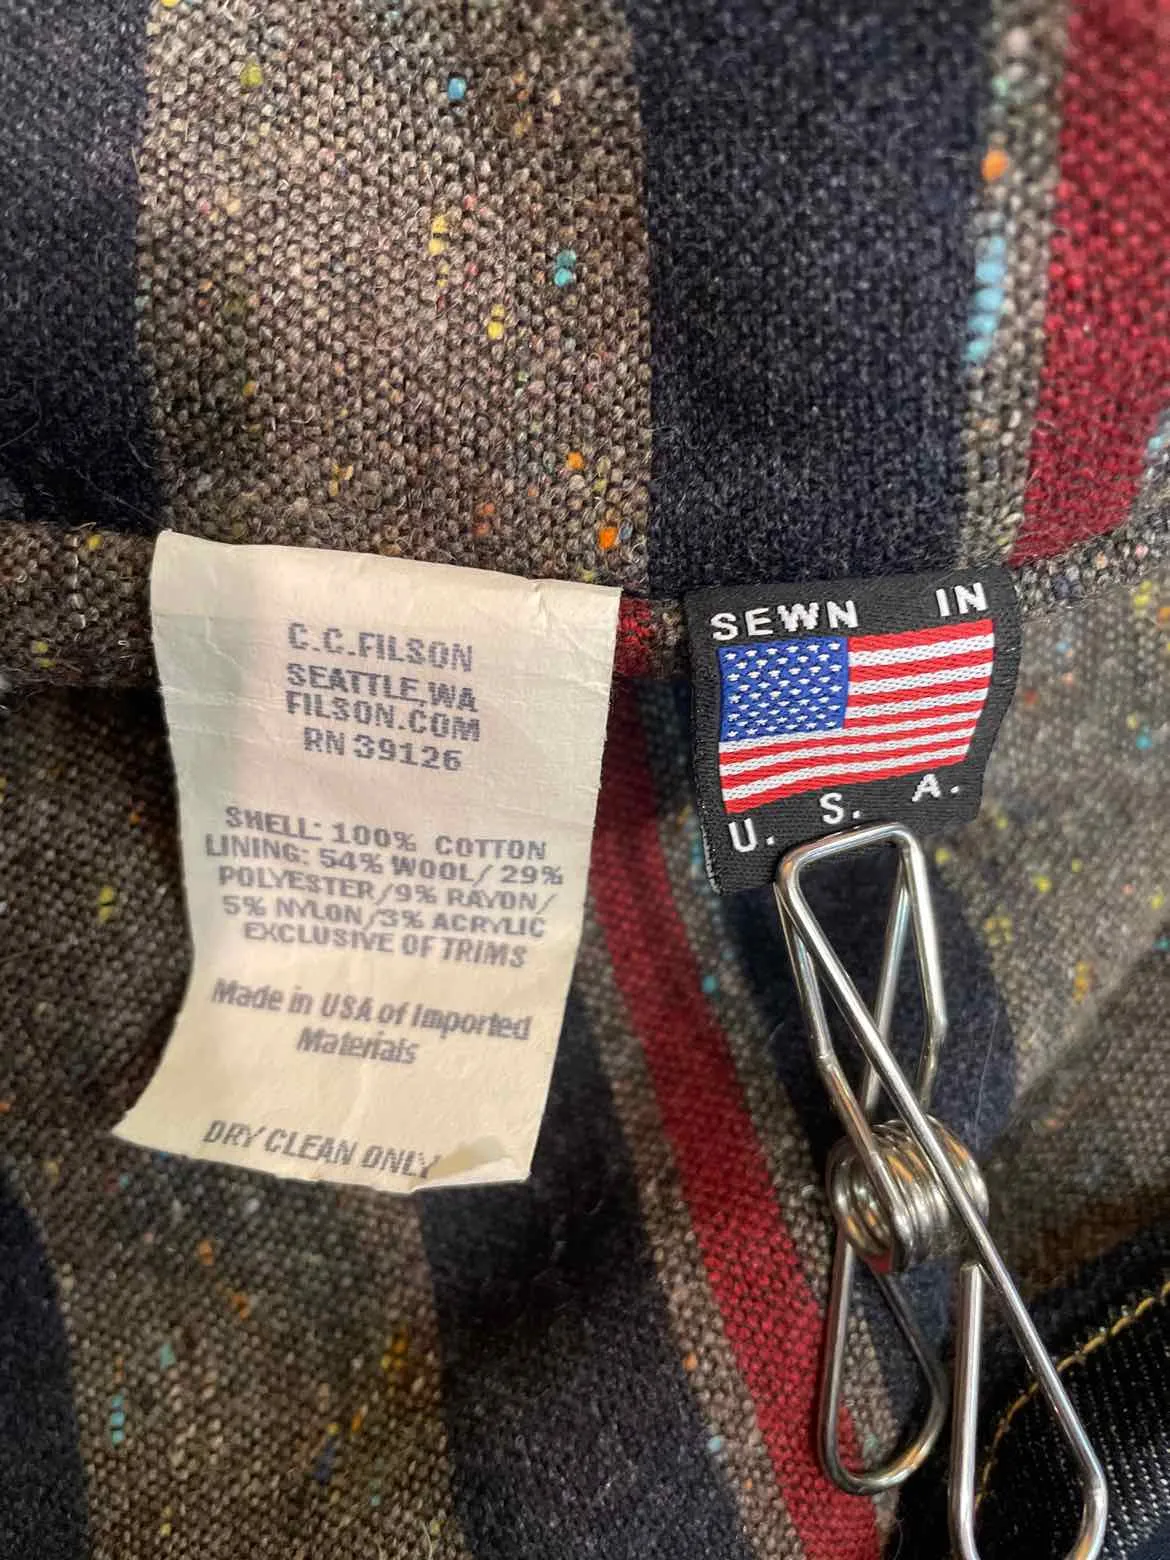 C.C.FILSON
SEATTLE,WA
FILSON.COM
RN 39126
SHELL: 100% COTTON
LINING: 54% WOOL/ 29%
POLYESTER/9% RAYON/
5% NYLON/3% ACRYLIC
EXCLUSIVE OF TRIMS
Made in USA of Imported
Materials
DRY CLEAN ONLY
SEWN IN
U. S. A.